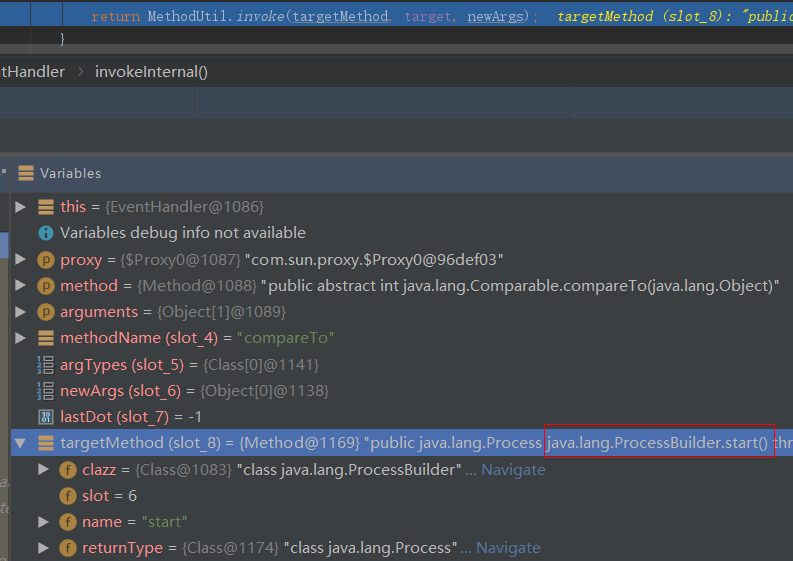 return MethodUtil.invoke(targetMethod, target, newArgs); targetMethod (slot_8): "public
}
tHandler › invokeInternal()
Variables
this = {EventHandler@1086}
Variables debug info not available
proxy = {$Proxy0@1087} "com.sun.proxy.$Proxy0@96def03"
method = {Method@1088} "public abstract int java.lang.Comparable.compareTo(java.lang.Object)"
arguments = {Object[1]@1089}
methodName (slot_4) = "compareTo"
argTypes (slot_5) = {Class[0]@1141}
newArgs (slot_6) = {Object[0]@1138}
lastDot (slot_7) = -1
targetMethod (slot_8) = {Method@1169} "public java.lang.Process java.lang.ProcessBuilder.start() thr
clazz = {Class@1083} "class java.lang.ProcessBuilder" ... Navigate
slot = 6
name = "start"
returnType = {Class@1174} "class java.lang.Process" ... Navigate